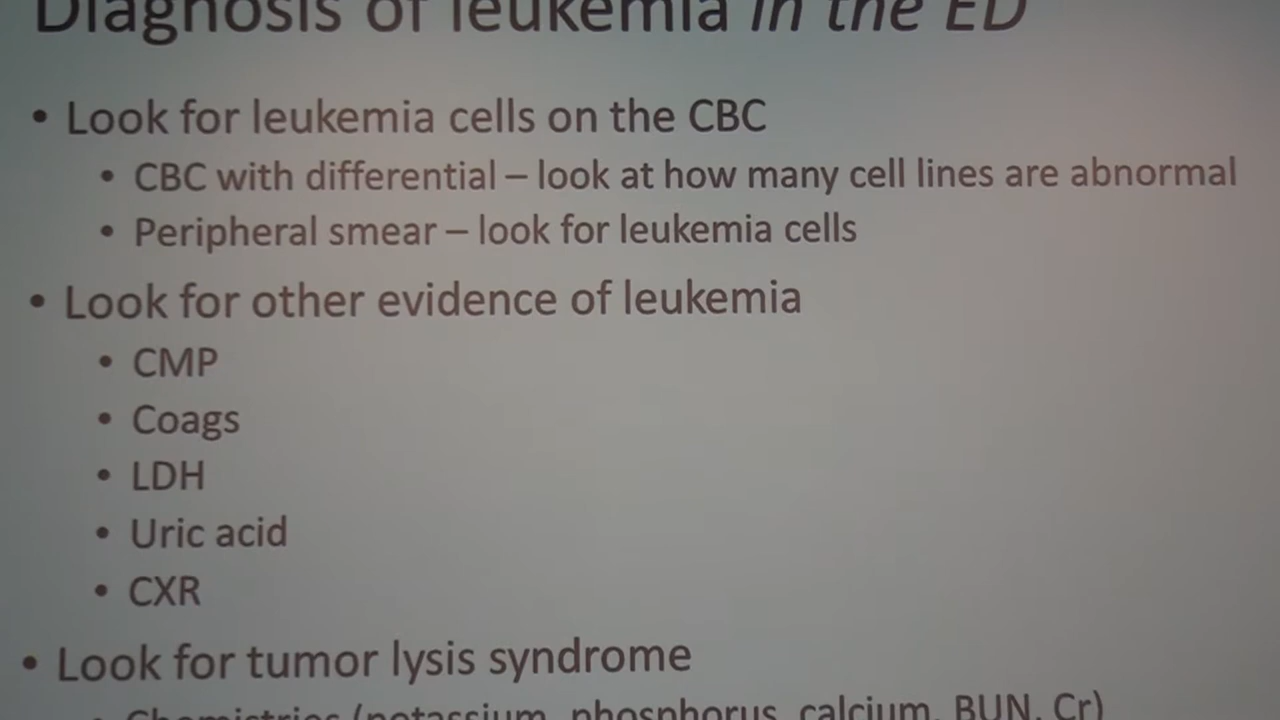 Diagnosis of leukemia in the ED
• Look for leukemia cells on the CBC
• CBC with differential – look at how many cell lines are abnormal
• Peripheral smear – look for leukemia cells
• Look for other evidence of leukemia
• CMP
• Coags
• LDH
• Uric acid
• CXR
• Look for tumor lysis syndrome
• Chemistries (potassium, phosphorus, calcium, BUN, Cr)